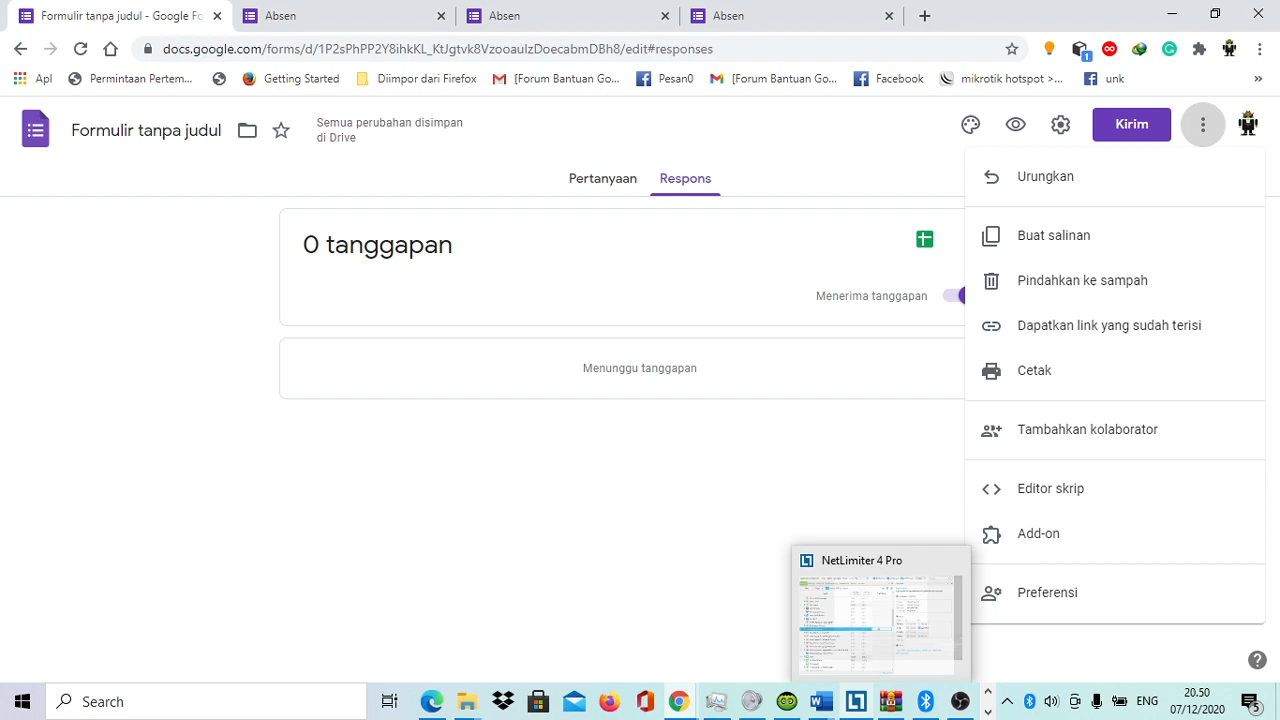 Formulir tanpa judul - Google Fo
Absen
Absen
Absen
docs.google.com/forms/d/1P2sPhPP2Y8ihkKL_KtJgtvk8VzooauIzDoecabmDBh8/edit#responses
1
Apl
Permintaan Pertem...
Getting Started
Diimpor dari Firefox
[Forum Bantuan Go...
Pesan0
[Forum Bantuan Go...
Facebook
mikrotik hotspot >...
unk
»
Formulir tanpa judul
Semua perubahan disimpan
di Drive
Kirim
Pertanyaan
Respons
0 tanggapan
Menerima tanggapan
Menunggu tanggapan
Urungkan
Buat salinan
Pindahkan ke sampah
Dapatkan link yang sudah terisi
Cetak
Tambahkan kolaborator
Editor skrip
Add-on
Preferensi
NetLimiter 4 Pro
Search
ENG
20.50
07/12/2020
5